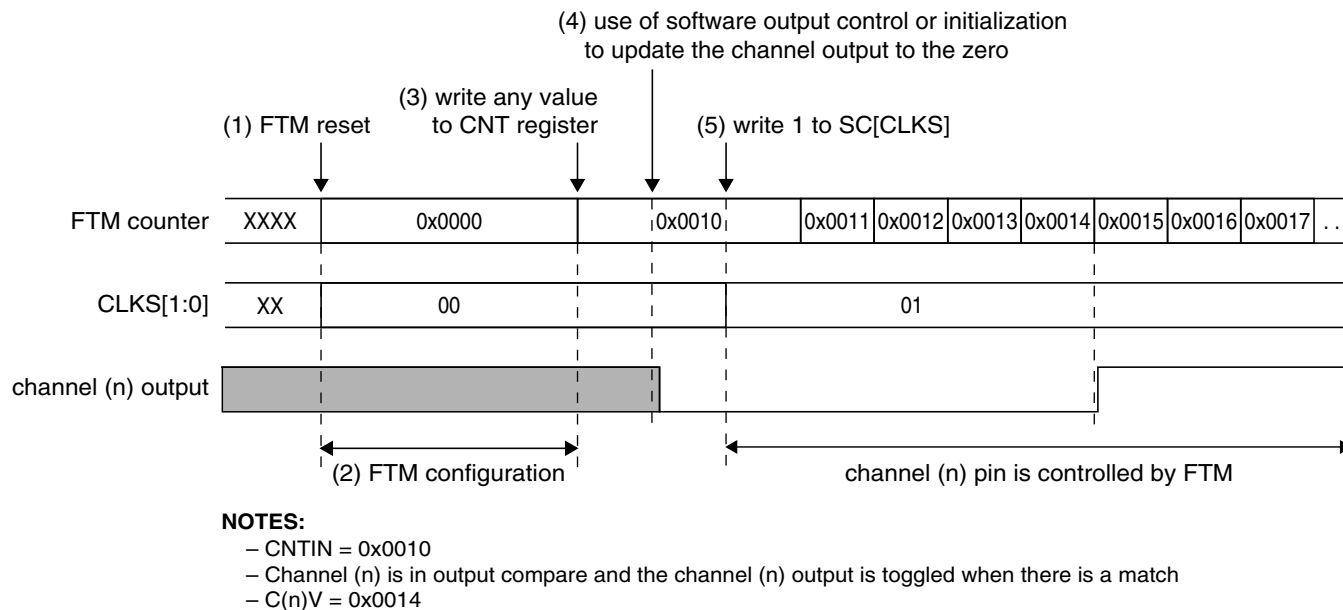 (4) use of software output control or initialization
to update the channel output to the zero
(3) write any value
to CNT register
(1) FTM reset
(5) write 1 to SC[CLKS]
FTM counter
XXXX
0x0000
0x0010
0x0011
0x0012
0x0013
0x0014
0x0015
0x0016
0x0017
. .
CLKS[1:0]
XX
00
01
channel (n) output
(2) FTM configuration
channel (n) pin is controlled by FTM
NOTES:
– CNTIN = 0x0010
– Channel (n) is in output compare and the channel (n) output is toggled when there is a match
– C(n)V = 0x0014